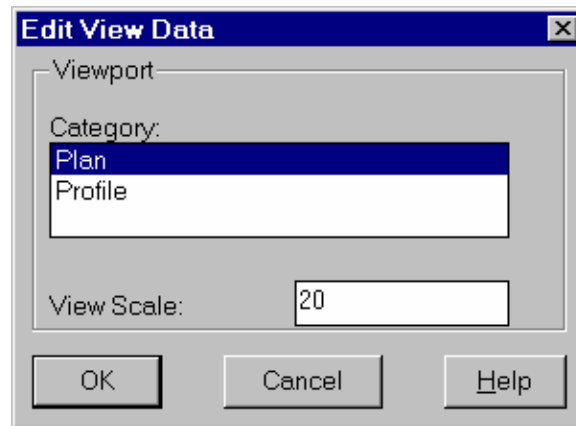 Edit View Data
Viewport
Category:
Plan
Profile
View Scale: 20
OK Cancel Help